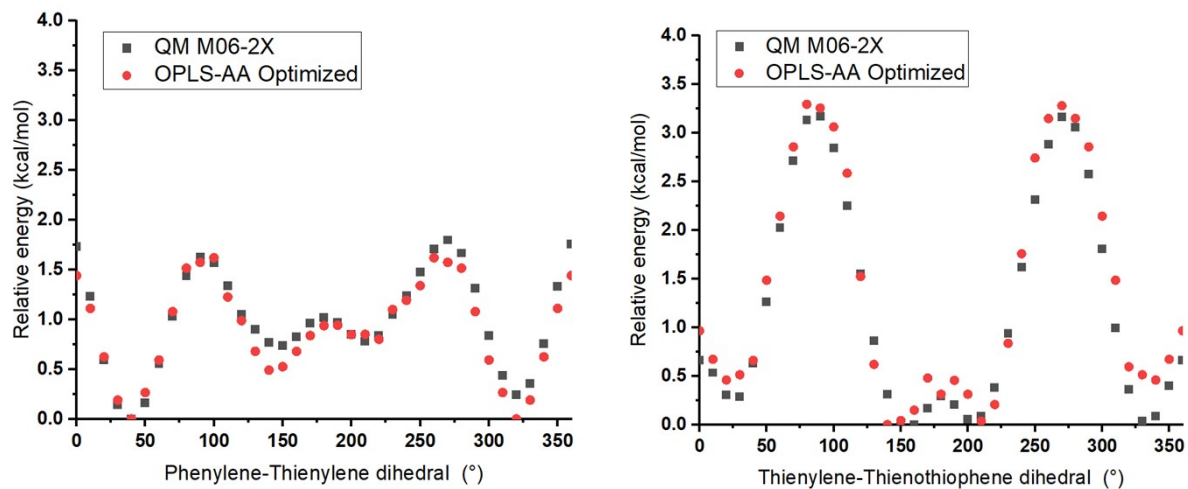 4.0
3.5
3.0
2.5
2.0
1.5
1.0
0.5
0.0
Relative energy (kcal/mol)
QM M06-2X
OPLS-AA Optimized
0 50 100 150 200 250 300 350
Phenylene-Thienylene dihedral (°)
4.0
3.5
3.0
2.5
2.0
1.5
1.0
0.5
0.0
Relative energy (kcal/mol)
QM M06-2X
OPLS-AA Optimized
0 50 100 150 200 250 300 350
Thienylene-Thienothiophene dihedral (°)